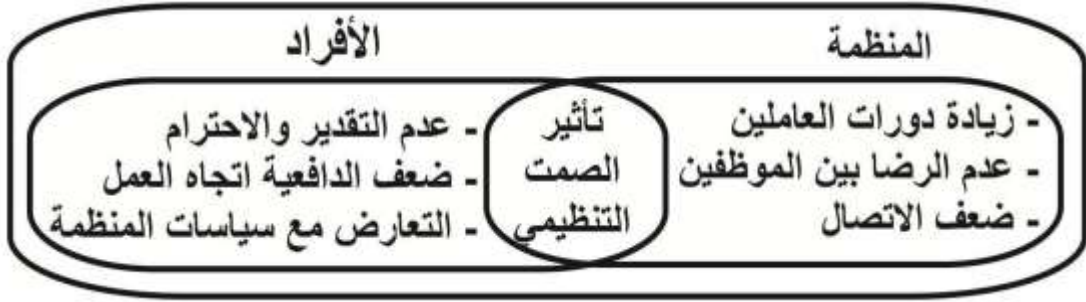 المنظمة
الأفراد
- زيادة دورات العاملين
- عدم الرضا بين الموظفين
- ضعف الاتصال
تأثير
الصمت
التنظيمي
- عدم التقدير والاحترام
- ضعف الدافعية اتجاه العمل
- التعارض مع سياسات المنظمة